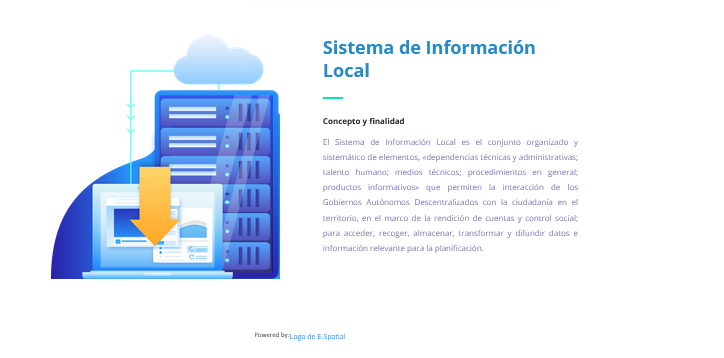 Sistema de Información
Local
Concepto y finalidad
El Sistema de Información Local es el conjunto organizado y
sistemático de elementos, «dependencias técnicas y administrativas;
talento humano; medios técnicos; procedimientos en general;
productos informativos» que permiten la interacción de los
Gobiernos Autónomos Descentralizados con la ciudadanía en el
territorio, en el marco de la rendición de cuentas y control social;
para acceder, recoger, almacenar, transformar y difundir datos e
información relevante para la planificación.
Powered by: Logo de E-Spatial